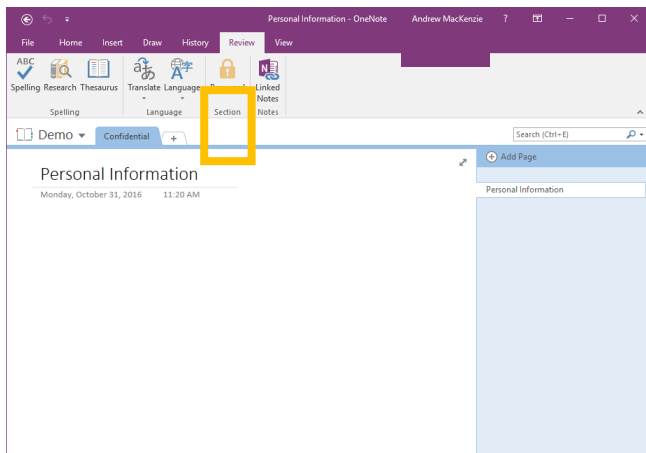 Personal Information - OneNote
Andrew MacKenzie
?
File Home Insert Draw History Review View
ABC
Spelling Research Thesaurus Translate Language Linked
Notes
Spelling Language Section Notes
Demo Confidential + Search (Ctrl+E)
Add Page
Personal Information
Monday, October 31, 2016 11:20 AM
Personal Information